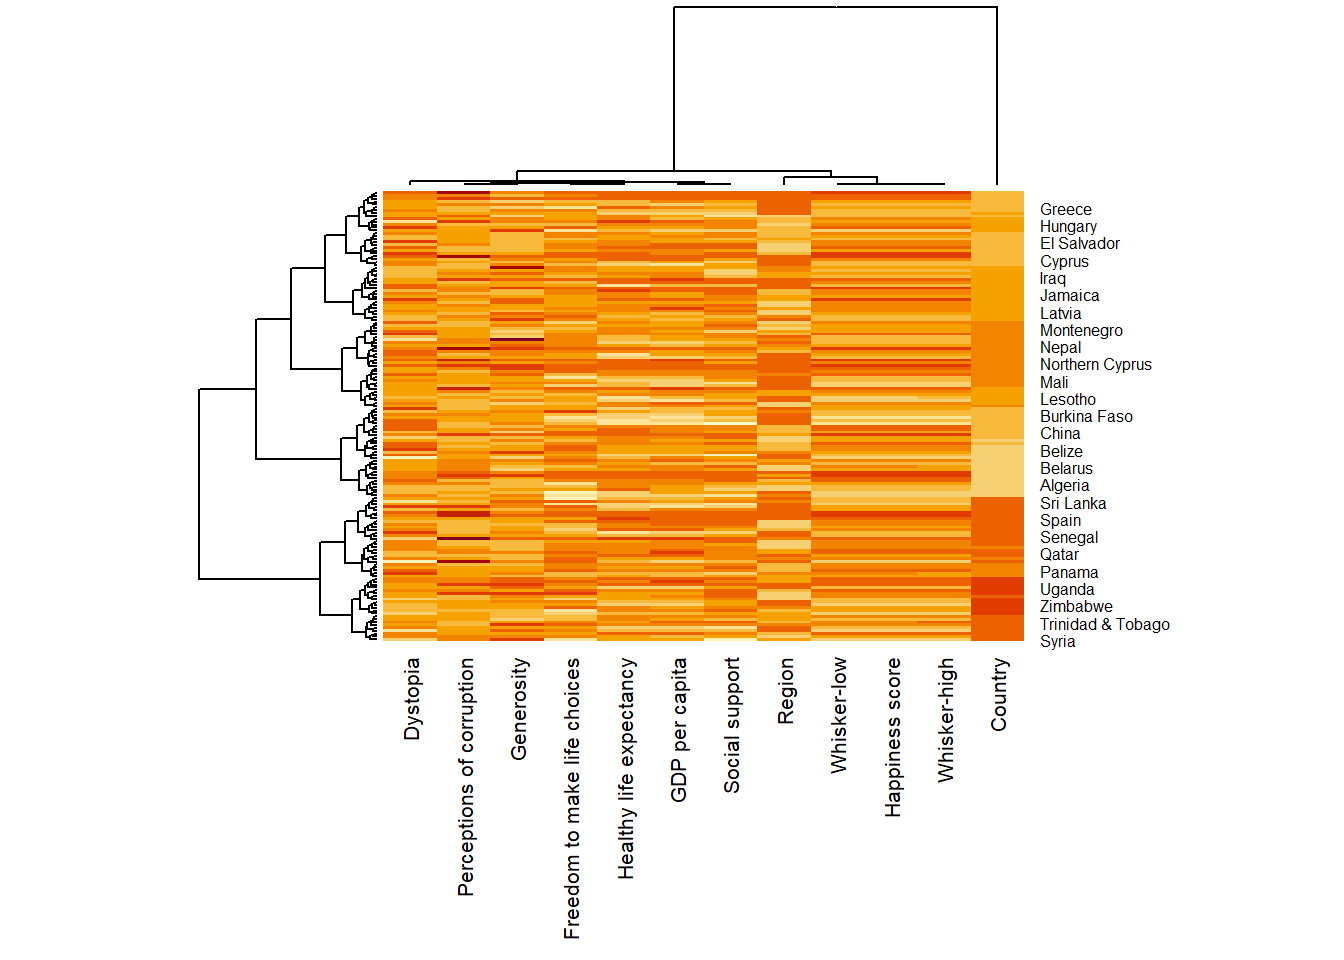 Greece
Hungary
El Salvador
Cyprus
Iraq
Jamaica
Latvia
Montenegro
Nepal
Northern Cyprus
Mali
Lesotho
Burkina Faso
China
Belize
Belarus
Algeria
Sri Lanka
Spain
Senegal
Qatar
Panama
Uganda
Zimbabwe
Trinidad & Tobago
Syria
Dystopia
Perceptions of corruption
Generosity
Freedom to make life choices
Healthy life expectancy
GDP per capita
Social support
Region
Whisker-low
Happiness score
Whisker-high
Country